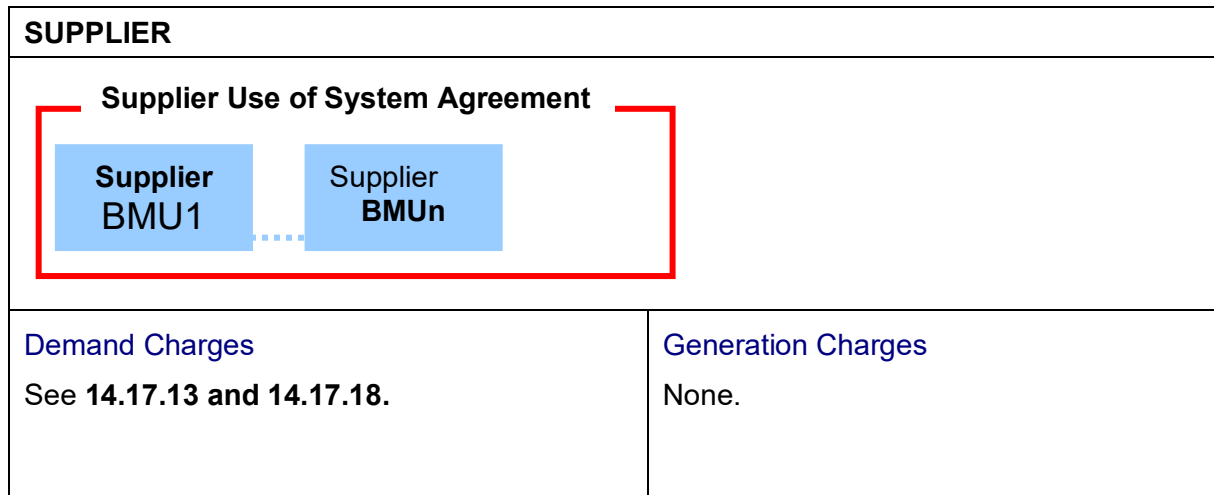 SUPPLIER
Supplier Use of System Agreement
Supplier
BMU1
Supplier
BMUn
Demand Charges
See 14.17.13 and 14.17.18.
Generation Charges
None.